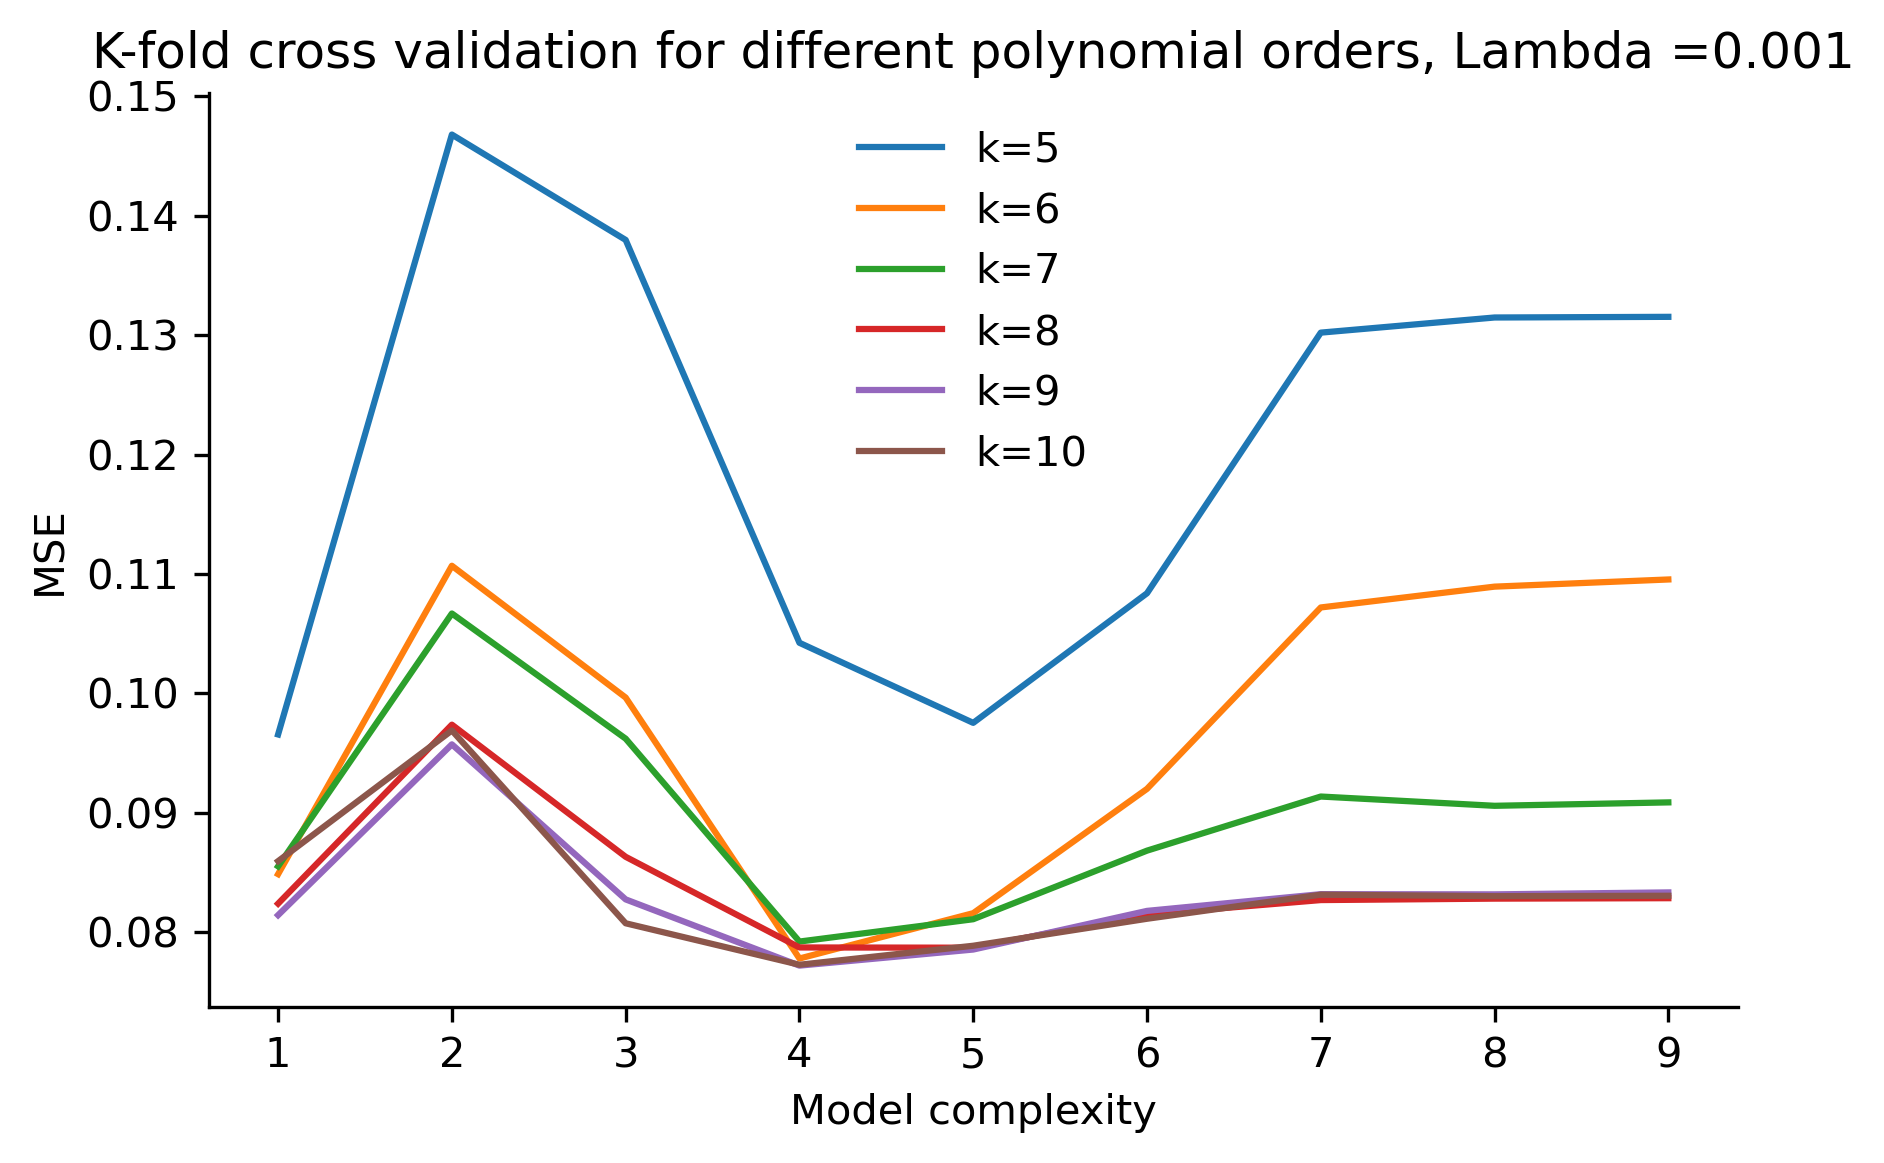 K-fold cross validation for different polynomial orders, Lambda =0.001
0.15
0.14
0.13
0.12
0.11
0.10
0.09
0.08
MSE
k=5
k=6
k=7
k=8
k=9
k=10
1 2 3 4 5 6 7 8 9
Model complexity